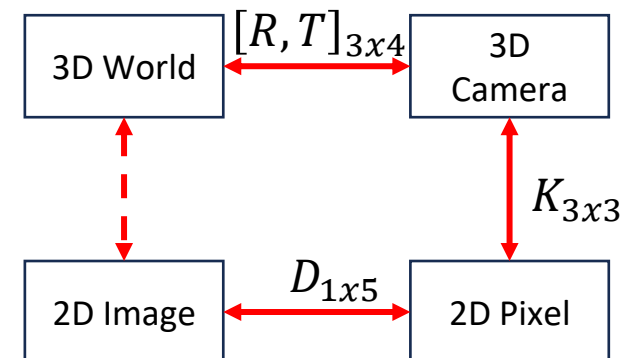 3D World
[R, T]3x4
3D
Camera
K3x3
2D Image
D1x5
2D Pixel